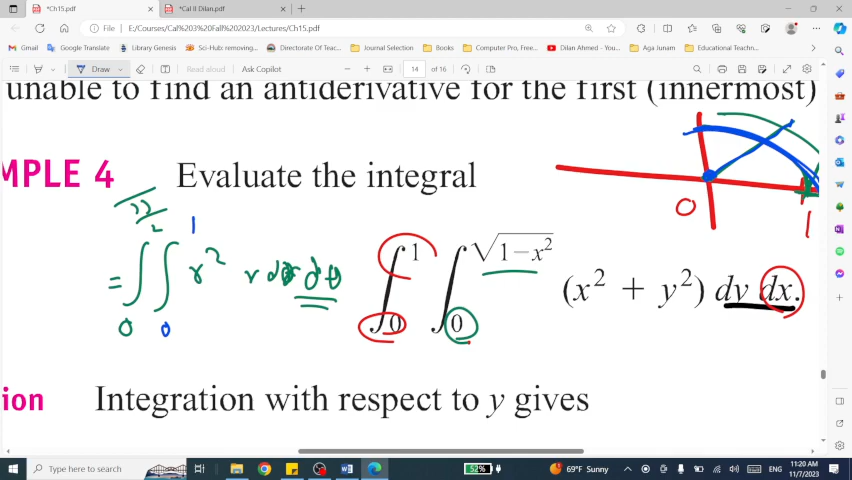 *Ch15.pdf
*Cal II Dilan.pdf
File
E:/Courses/Cal%203%20Fall%202023/Lectures/Ch15.pdf
Gmail
Google Translate
Library Genesis
Sci-Hub: removing...
Directorate Of Teac...
Journal Selection
Books
Computer Pro, Free...
Dilan Ahmed - You...
Aga Junam
Educational Teachn...
Draw
Read aloud
Ask Copilot
14
of 16
unable to find an antiderivative for the first (innermost)
MPLE 4 Evaluate the integral
0 1
= ∫₀ ∫₀¹ r² r dr dθ
∫₀¹ ∫₀^√(1−x²) (x² + y²) dy dx.
ion Integration with respect to y gives
Type here to search
52%
69°F Sunny
ENG
11:20 AM
11/7/2023